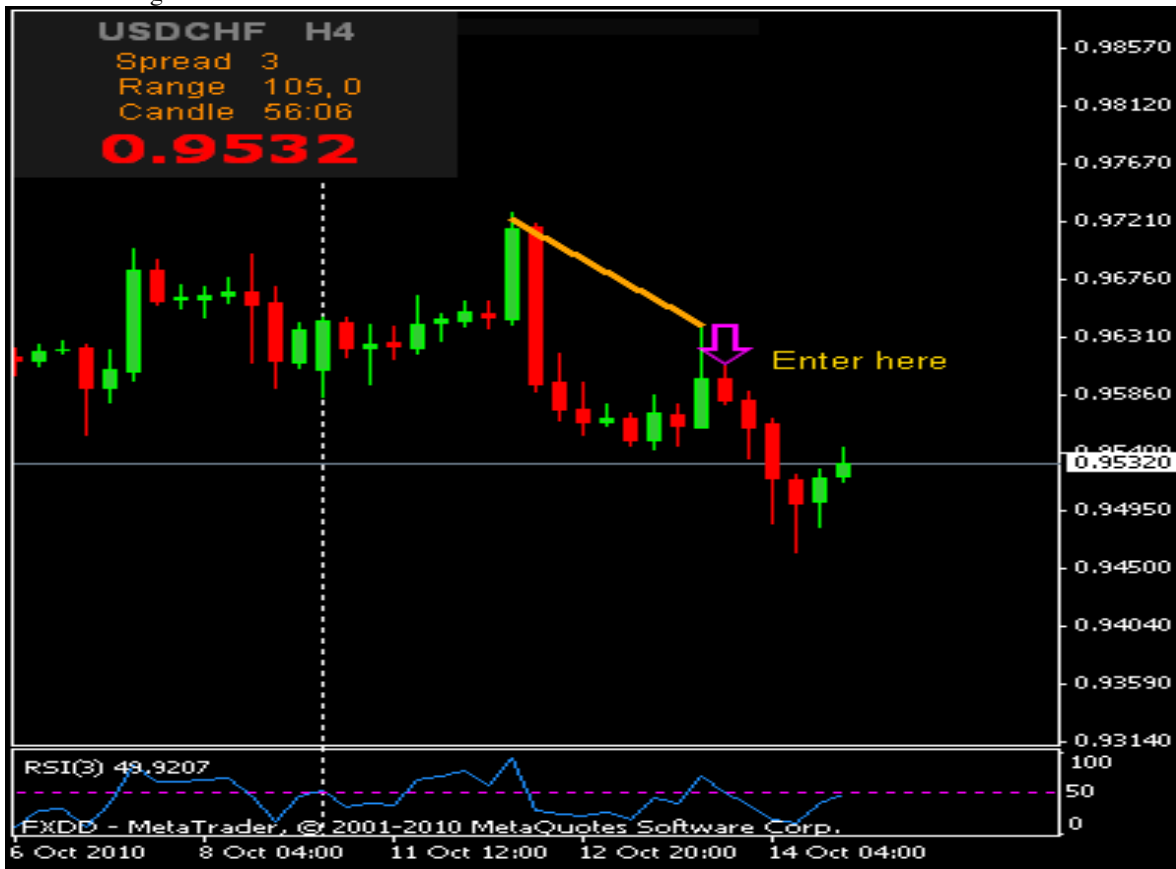 USDCHF H4
Spread 3
Range 105, 0
Candle 56:06
0.9532
0.98570
0.98120
0.97670
0.97210
0.96760
0.96310
Enter here
0.95860
0.95320
0.94950
0.94500
0.94040
0.93590
0.93140
RSI(3) 49.9207
100
50
0
FXDD - MetaTrader, @ 2001-2010 MetaQuotes Software Corp.
6 Oct 2010 8 Oct 04:00 11 Oct 12:00 12 Oct 20:00 14 Oct 04:00